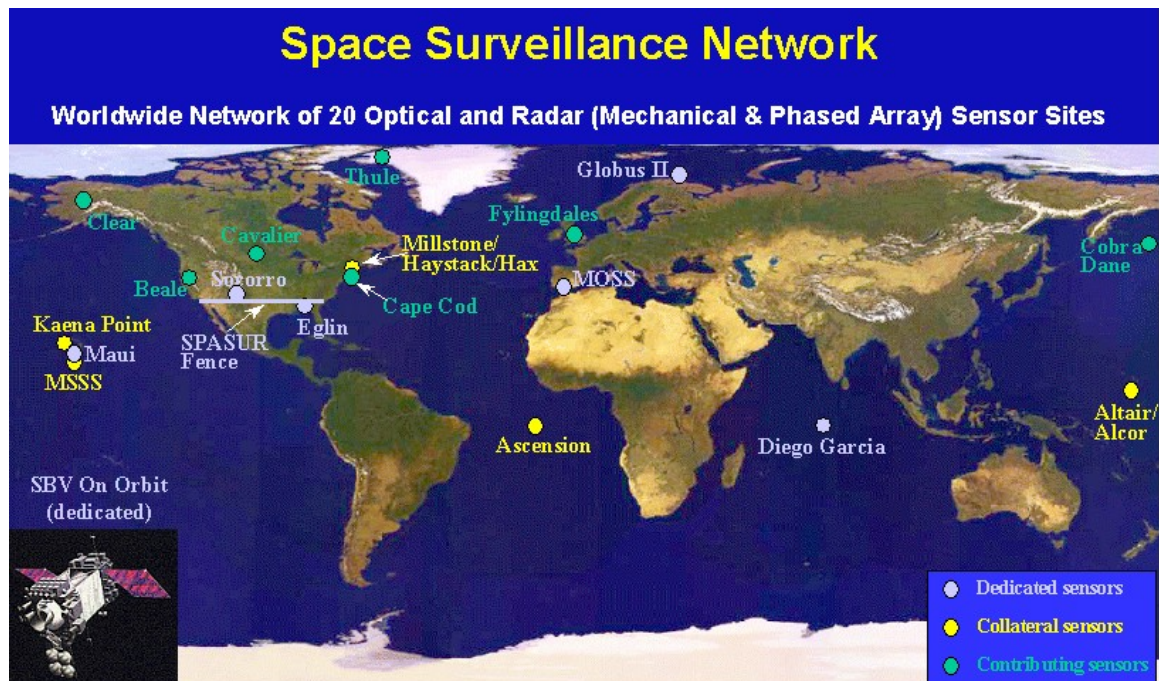 Space Surveillance Network
Worldwide Network of 20 Optical and Radar (Mechanical & Phased Array) Sensor Sites
Thule
Globus II
Clear
Fylingdales
Cavalier
Millstone/
Haystack/Hax
Cobra
Dane
Beale
Socorro
MOSS
Cape Cod
Eglin
SPASUR
Fence
Kaena Point
Maui
MSSS
Altair/
Alcor
Ascension
Diego Garcia
SBV On Orbit
(dedicated)
Dedicated sensors
Collateral sensors
Contributing sensors